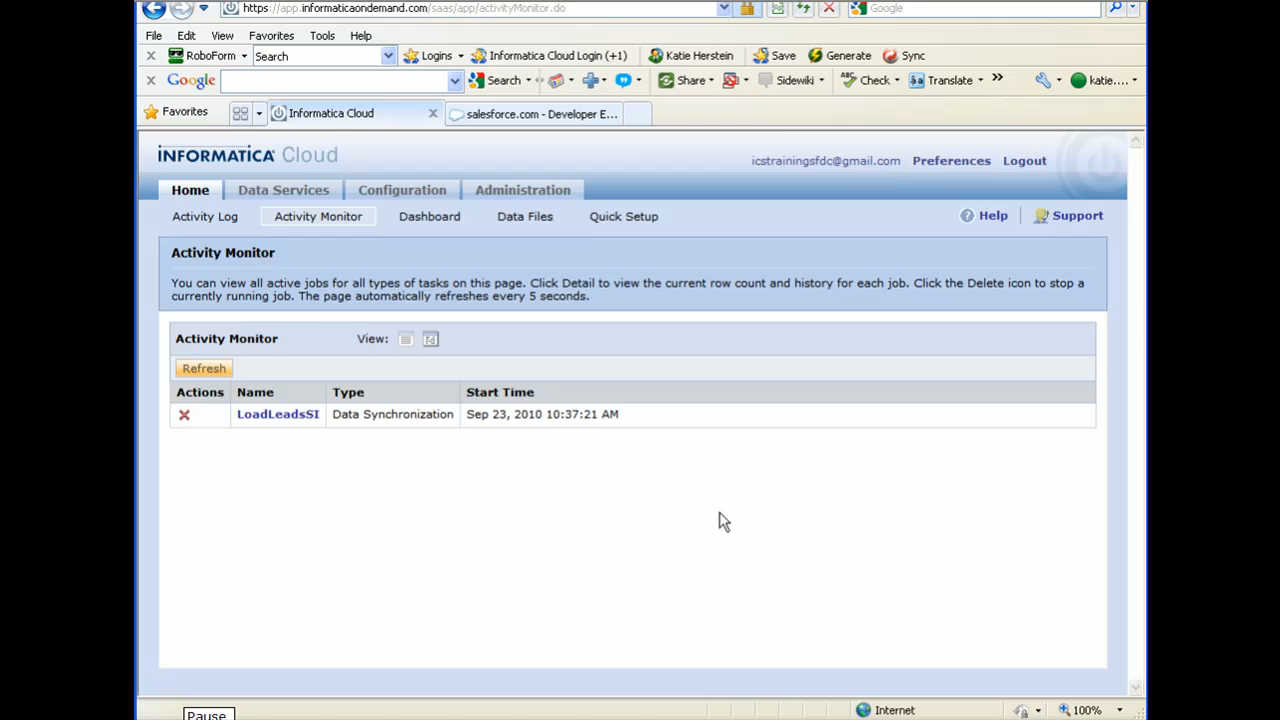 https://app.informaticaondemand.com/saas/app/activityMonitor.do
Google
File Edit View Favorites Tools Help
RoboForm Search Logins Informatica Cloud Login (+1) Katie Herstein Save Generate Sync
Google Search Share Sidewiki Check Translate katie....
Favorites Informatica Cloud salesforce.com - Developer E...
INFORMATICA Cloud
icstrainingsfdc@gmail.com Preferences Logout
Home Data Services Configuration Administration
Activity Log Activity Monitor Dashboard Data Files Quick Setup Help Support
Activity Monitor
You can view all active jobs for all types of tasks on this page. Click Detail to view the current row count and history for each job. Click the Delete icon to stop a
currently running job. The page automatically refreshes every 5 seconds.
Activity Monitor View:
Refresh
Actions Name Type Start Time
LoadLeadsSI Data Synchronization Sep 23, 2010 10:37:21 AM
Internet 100%
Pause